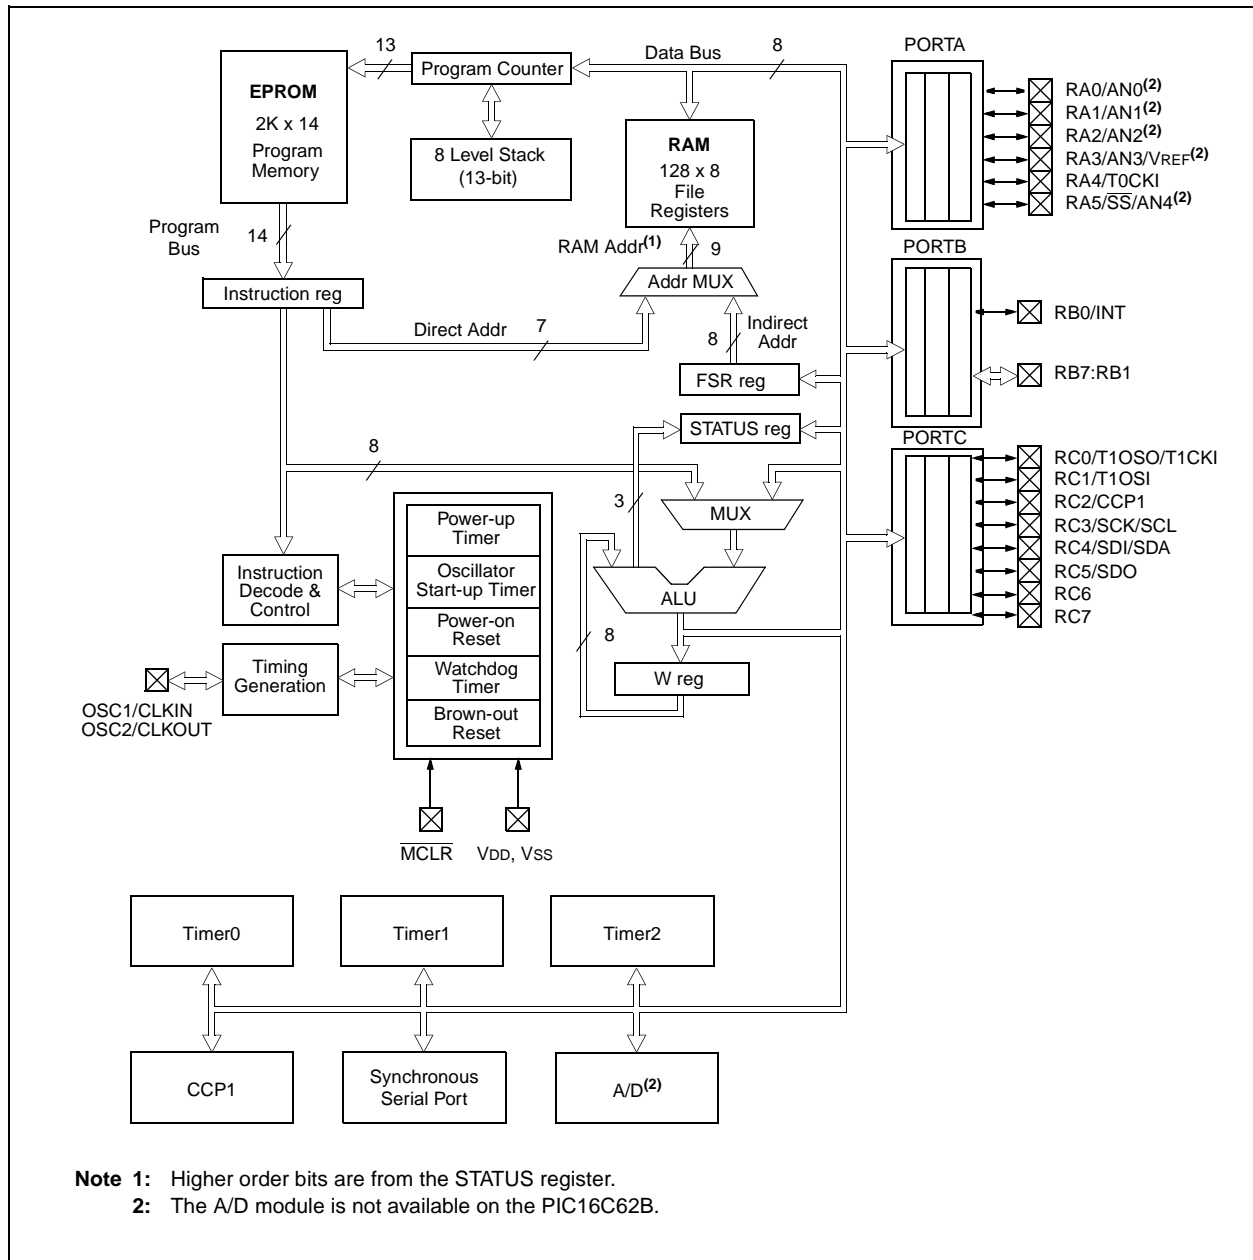 13
Data Bus
8
PORTA
Program Counter
EPROM
2K x 14
Program
Memory
8 Level Stack
(13-bit)
RAM
128 x 8
File
Registers
RA0/AN0(2)
RA1/AN1(2)
RA2/AN2(2)
RA3/AN3/VREF(2)
RA4/T0CKI
RA5/S̅S̅/AN4(2)
Program
Bus
14
RAM Addr(1)
9
PORTB
Instruction reg
Addr MUX
Direct Addr
7
8
Indirect
Addr
RB0/INT
RB7:RB1
FSR reg
STATUS reg
PORTC
8
3
MUX
RC0/T1OSO/T1CKI
RC1/T1OSI
RC2/CCP1
RC3/SCK/SCL
RC4/SDI/SDA
RC5/SDO
RC6
RC7
Power-up
Timer
Oscillator
Start-up Timer
Power-on
Reset
Watchdog
Timer
Brown-out
Reset
Instruction
Decode &
Control
ALU
8
W reg
Timing
Generation
OSC1/CLKIN
OSC2/CLKOUT
M̅C̅L̅R̅
VDD, VSS
Timer0
Timer1
Timer2
CCP1
Synchronous
Serial Port
A/D(2)
Note 1: Higher order bits are from the STATUS register.
2: The A/D module is not available on the PIC16C62B.